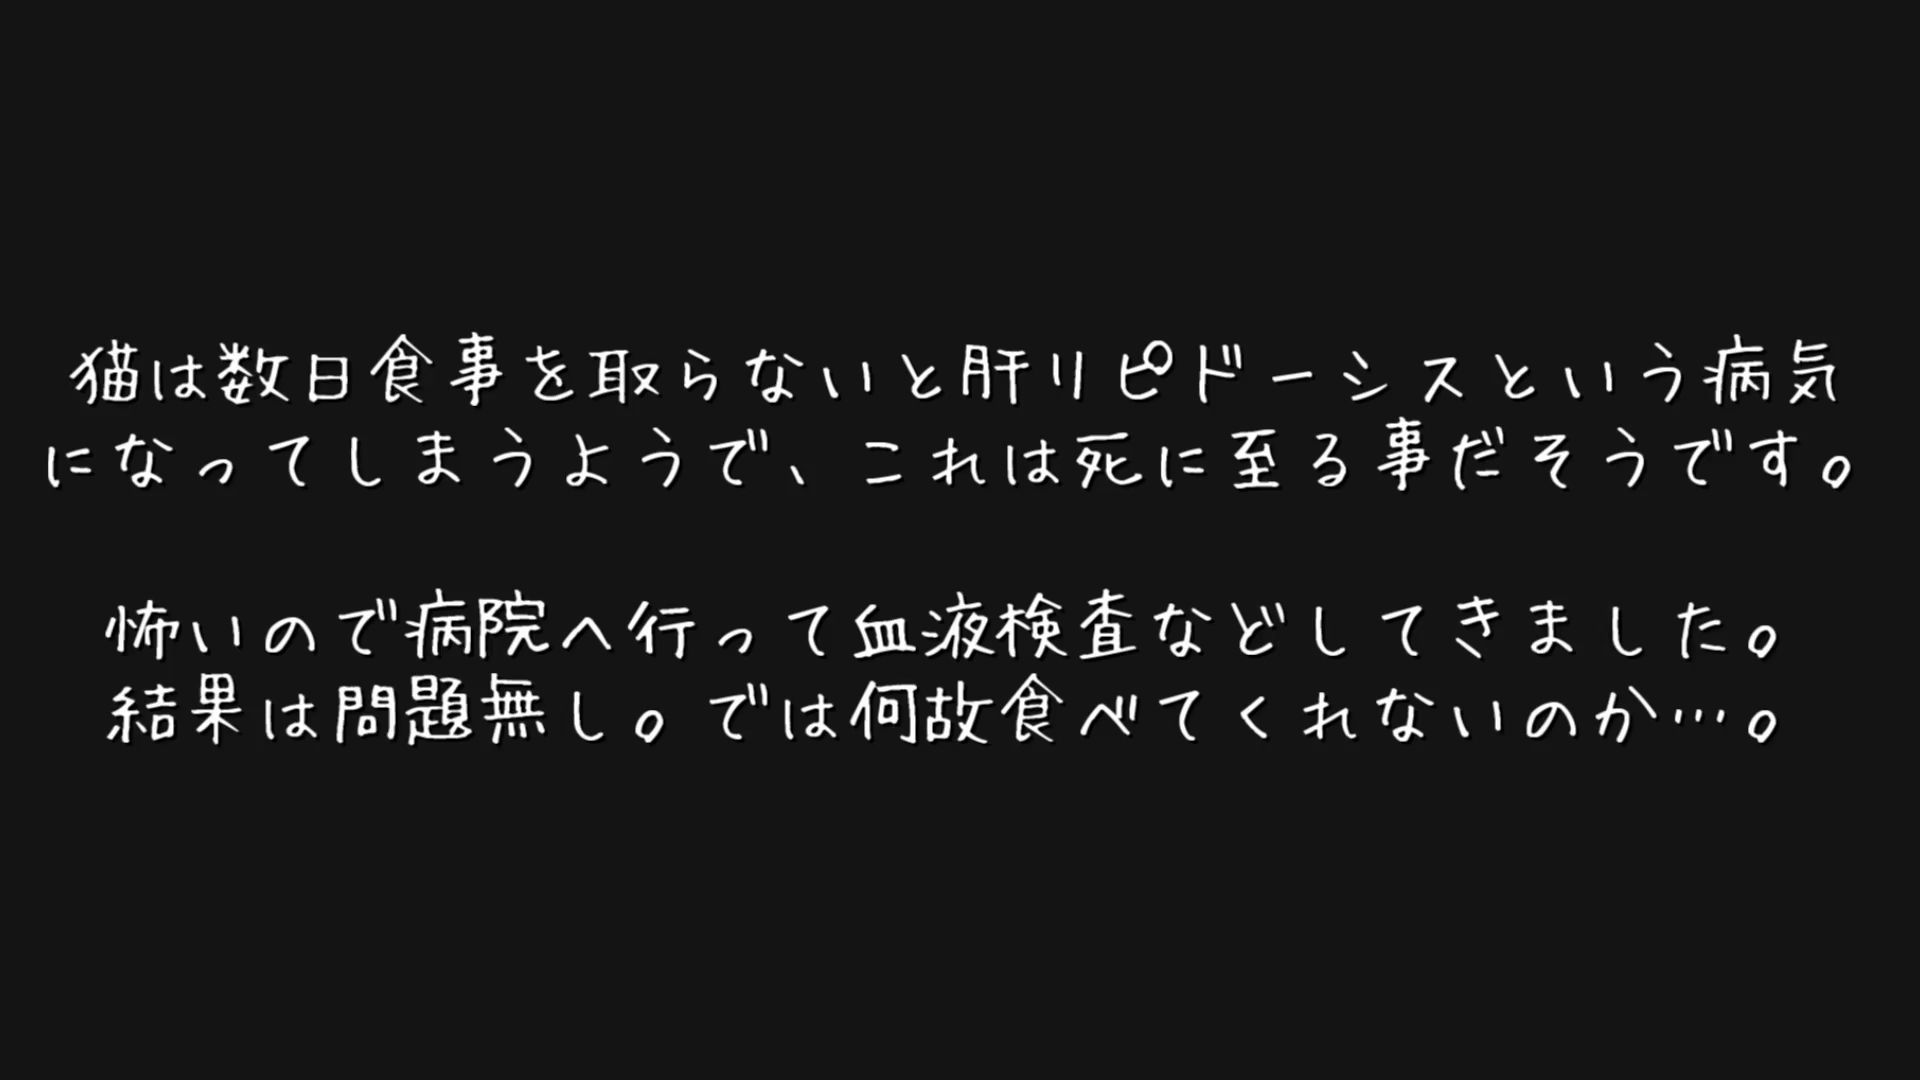 猫は数日食事を取らないと肝リピドーシスという病気
になってしまうようで、これは死に至る事だそうです。
怖いので病院へ行って血液検査などしてきました。
結果は問題無し。では何故食べてくれないのか…。